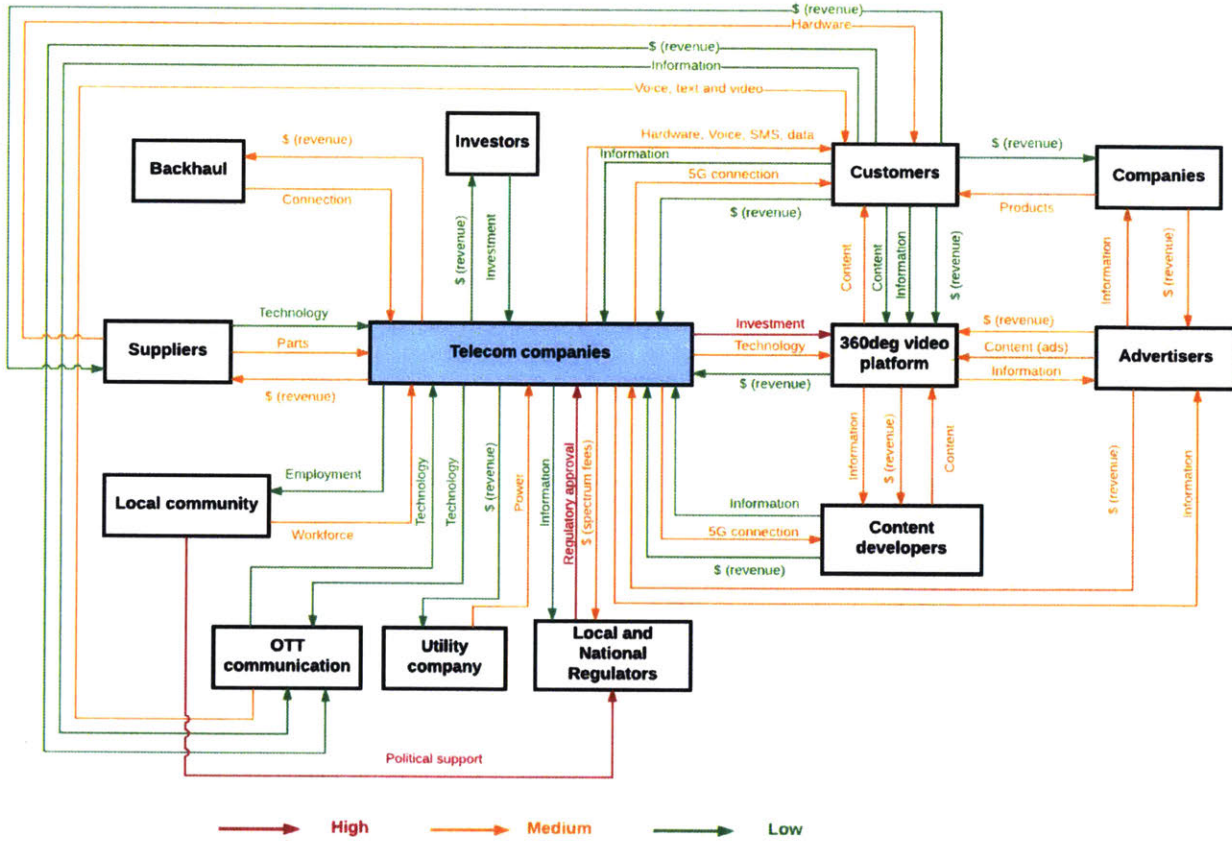 $ (revenue)
Hardware
$ (revenue)
Information
Voice, text and video
Backhaul
$ (revenue)
Connection
Investors
$ (revenue)
Investment
Hardware, Voice, SMS, data
Information
5G connection
$ (revenue)
Customers
$ (revenue)
Products
Companies
Content
Content
Information
$ (revenue)
Information
$ (revenue)
Suppliers
Technology
Parts
$ (revenue)
Telecom companies
Investment
Technology
$ (revenue)
360deg video
platform
$ (revenue)
Content (ads)
Information
Advertisers
Local community
Employment
Workforce
Technology
Technology
$ (revenue)
Power
Information
Regulatory approval
$ (spectrum fees)
Information
5G connection
$ (revenue)
Information
$ (revenue)
Content
Content
developers
$ (revenue)
Information
OTT
communication
Utility
company
Local and
National
Regulators
Political support
High
Medium
Low